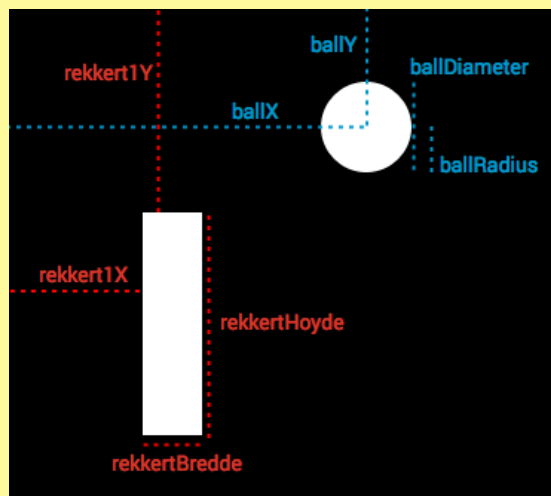 ballY
rekkert1Y
ballDiameter
ballX
ballRadius
rekkert1X
rekkertHoyde
rekkertBredde